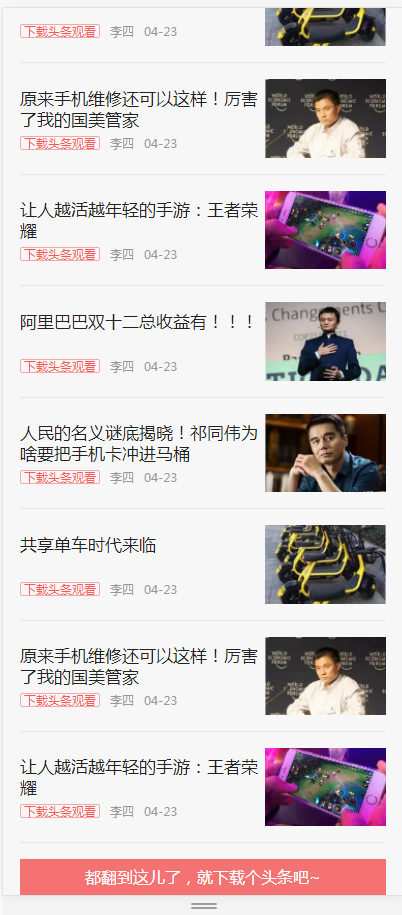 下载头条观看 李四 04-23
原来手机维修还可以这样！厉害
了我的国美管家
下载头条观看 李四 04-23
WORLD ECONOMIC FORUM
让人越活越年轻的手游：王者荣
耀
下载头条观看 李四 04-23
阿里巴巴双十二总收益有！！！
下载头条观看 李四 04-23
人民的名义谜底揭晓！祁同伟为
啥要把手机卡冲进马桶
下载头条观看 李四 04-23
共享单车时代来临
下载头条观看 李四 04-23
原来手机维修还可以这样！厉害
了我的国美管家
下载头条观看 李四 04-23
WORLD ECONOMIC FORUM
让人越活越年轻的手游：王者荣
耀
下载头条观看 李四 04-23
都翻到这儿了，就下载个头条吧~